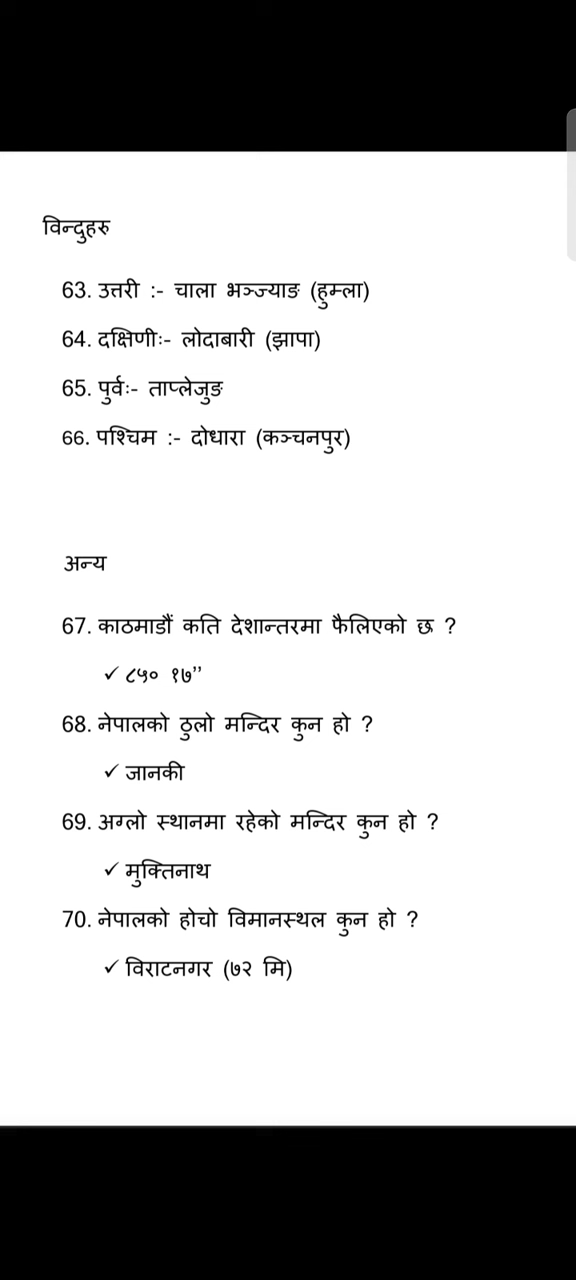 विन्दुहरु
63. उत्तरी :- चाला भञ्ज्याङ (हुम्ला)
64. दक्षिणीः- लोदाबारी (झापा)
65. पुर्वः- ताप्लेजुङ
66. पश्चिम :- दोधारा (कञ्चनपुर)
अन्य
67. काठमाडौं कति देशान्तरमा फैलिएको छ ?
✓ ८५० १७”
68. नेपालको ठुलो मन्दिर कुन हो ?
✓ जानकी
69. अग्लो स्थानमा रहेको मन्दिर कुन हो ?
✓ मुक्तिनाथ
70. नेपालको होचो विमानस्थल कुन हो ?
✓ विराटनगर (७२ मि)